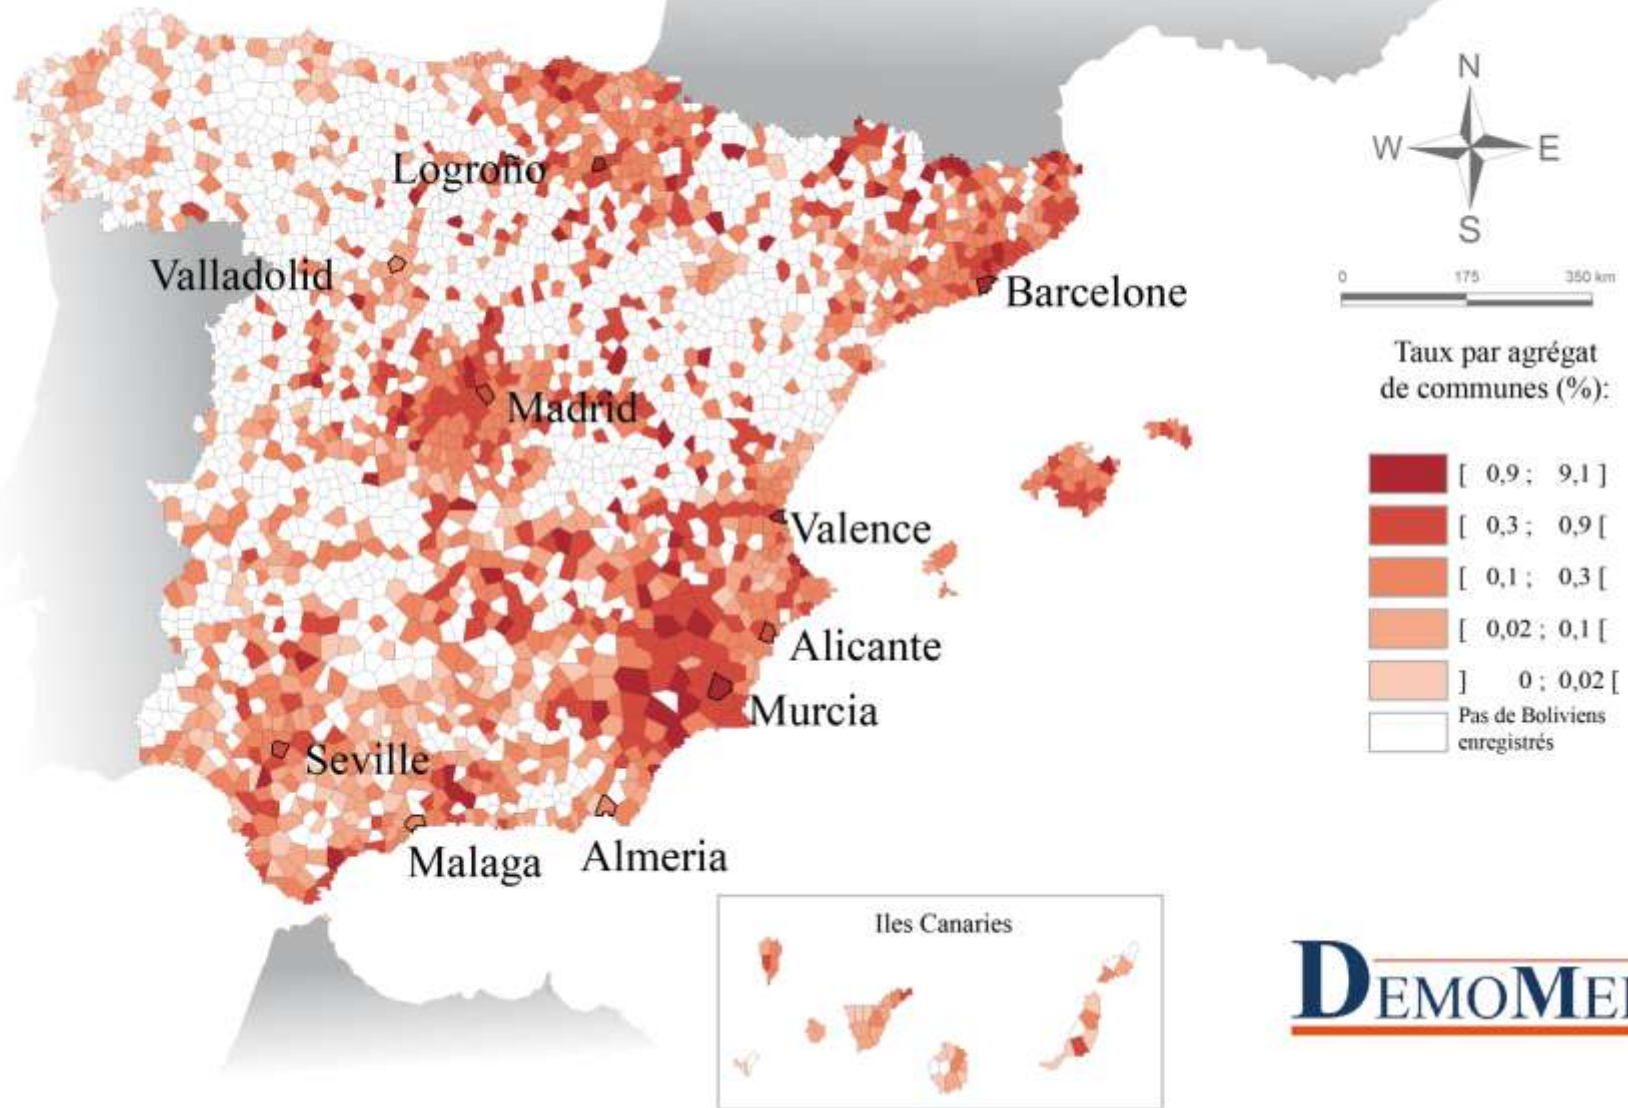 N
W E
S
0 175 350 km
Logroño
Valladolid
Barcelone
Madrid
Valence
Alicante
Murcia
Seville
Malaga
Almeria
Taux par agrégat
de communes (%):
[ 0,9 ; 9,1 ]
[ 0,3 ; 0,9 [
[ 0,1 ; 0,3 [
[ 0,02 ; 0,1 [
] 0 ; 0,02 [
Pas de Boliviens
enregistrés
Iles Canaries